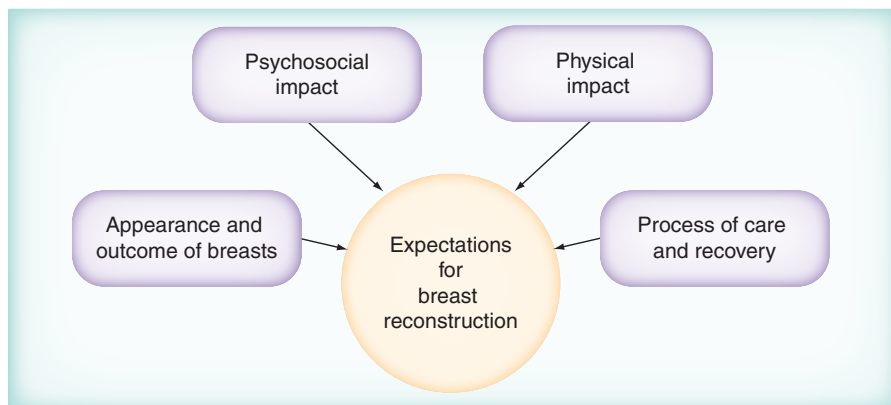 Psychosocial
impact
Physical
impact
Appearance and
outcome of breasts
Expectations
for
breast
reconstruction
Process of care
and recovery